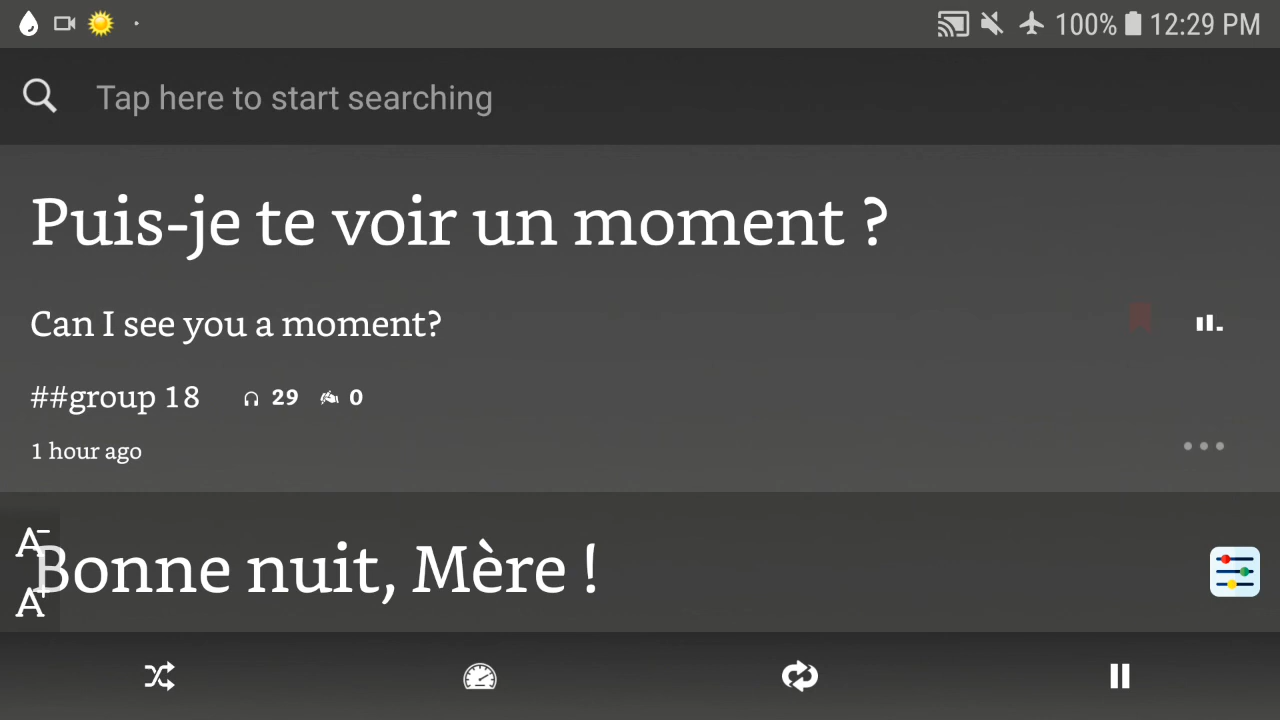 100% 12:29 PM
Tap here to start searching
Puis-je te voir un moment ?
Can I see you a moment?
##group 18 29 0
1 hour ago
A-
Bonne nuit, Mère !
A+